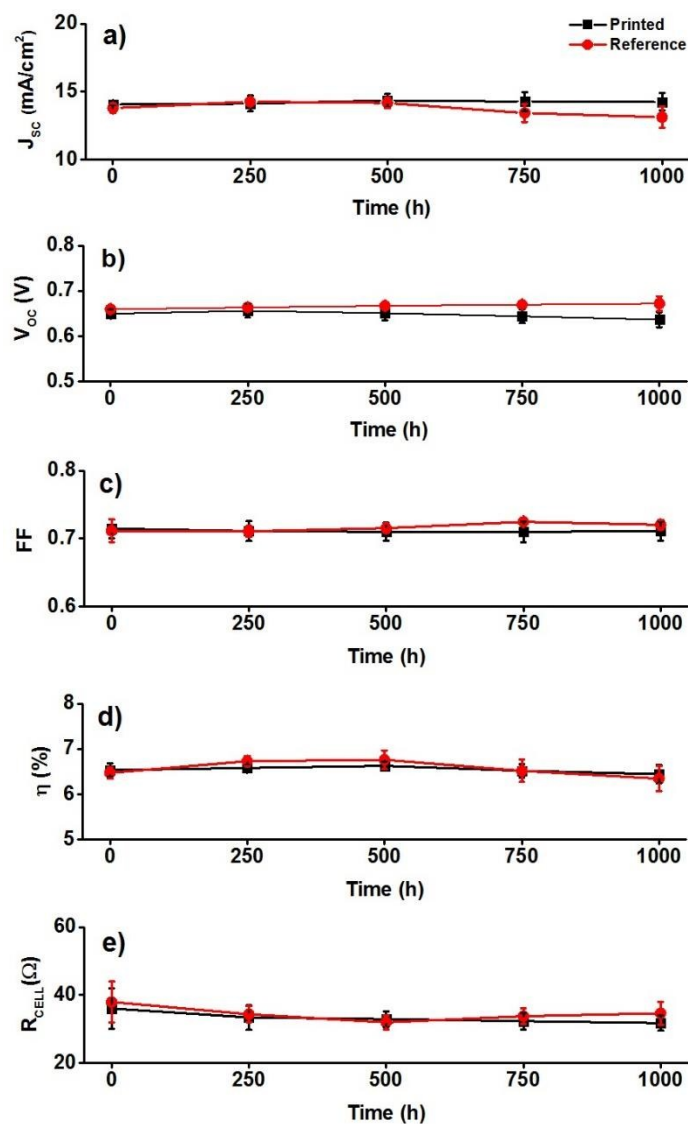 a)
Printed
Reference
J_SC (mA/cm²)
20
15
10
0 250 500 750 1000
Time (h)
b)
V_OC (V)
0.8
0.7
0.6
0.5
0 250 500 750 1000
Time (h)
c)
FF
0.8
0.7
0.6
0 250 500 750 1000
Time (h)
d)
η (%)
8
7
6
5
0 250 500 750 1000
Time (h)
e)
R_CELL(Ω)
60
40
20
0 250 500 750 1000
Time (h)